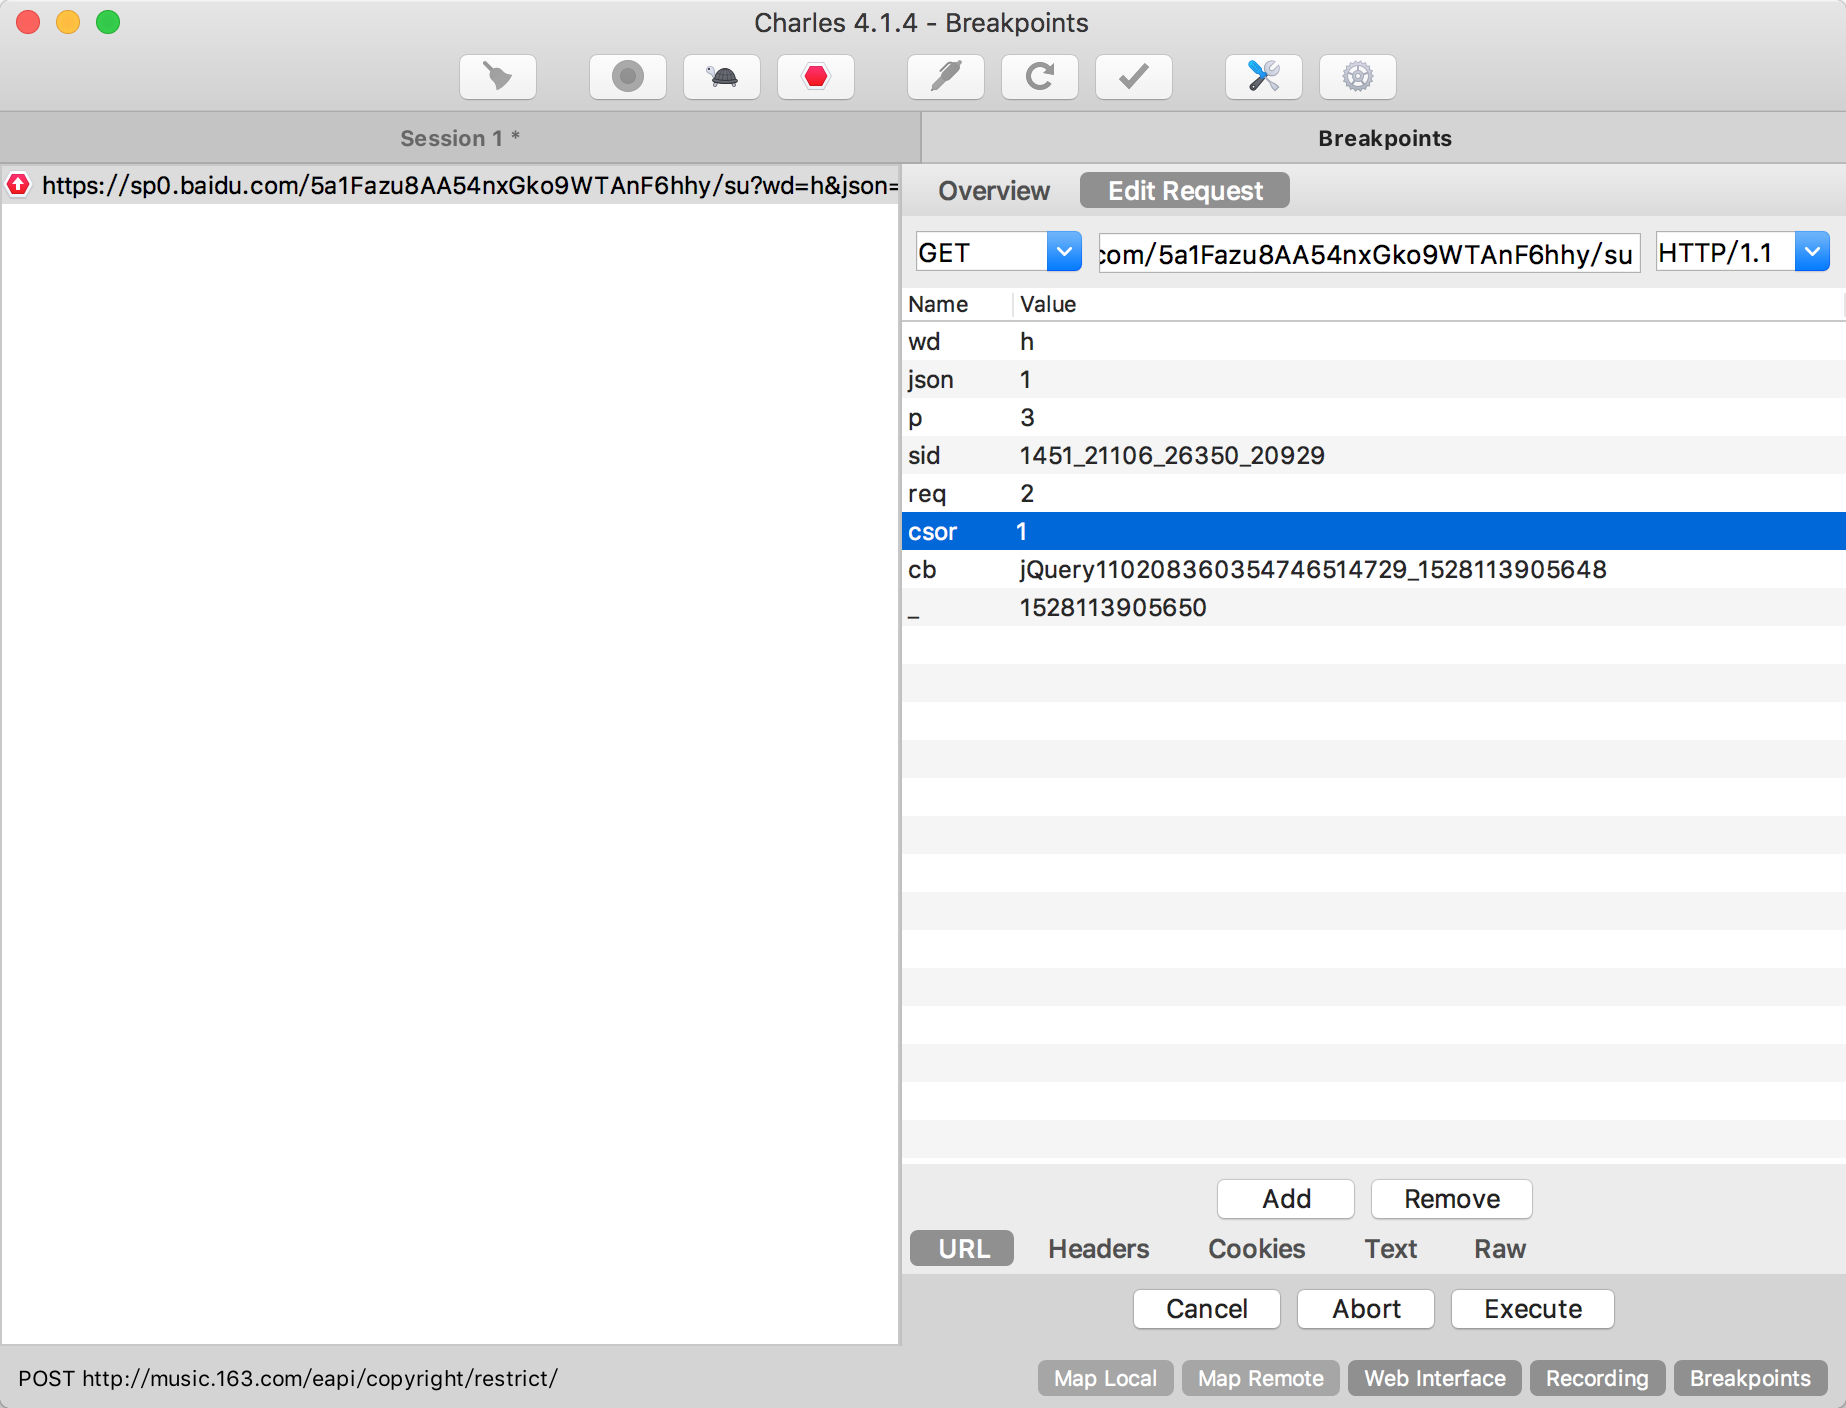 Charles 4.1.4 - Breakpoints
Session 1 *
Breakpoints
https://sp0.baidu.com/5a1Fazu8AA54nxGko9WTAnF6hhy/su?wd=h&json=
Overview
Edit Request
GET
com/5a1Fazu8AA54nxGko9WTAnF6hhy/su
HTTP/1.1
Name Value
wd h
json 1
p 3
sid 1451_21106_26350_20929
req 2
csor 1
cb jQuery110208360354746514729_1528113905648
_ 1528113905650
Add Remove
URL Headers Cookies Text Raw
Cancel Abort Execute
POST http://music.163.com/eapi/copyright/restrict/
Map Local Map Remote Web Interface Recording Breakpoints